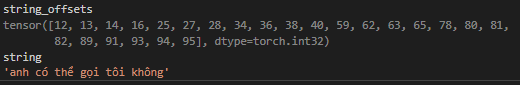 string_offsets
tensor([12, 13, 14, 16, 25, 27, 28, 34, 36, 38, 40, 59, 62, 63, 65, 78, 80, 81,
82, 89, 91, 93, 94, 95], dtype=torch.int32)
string
'anh có thể gọi tôi không'